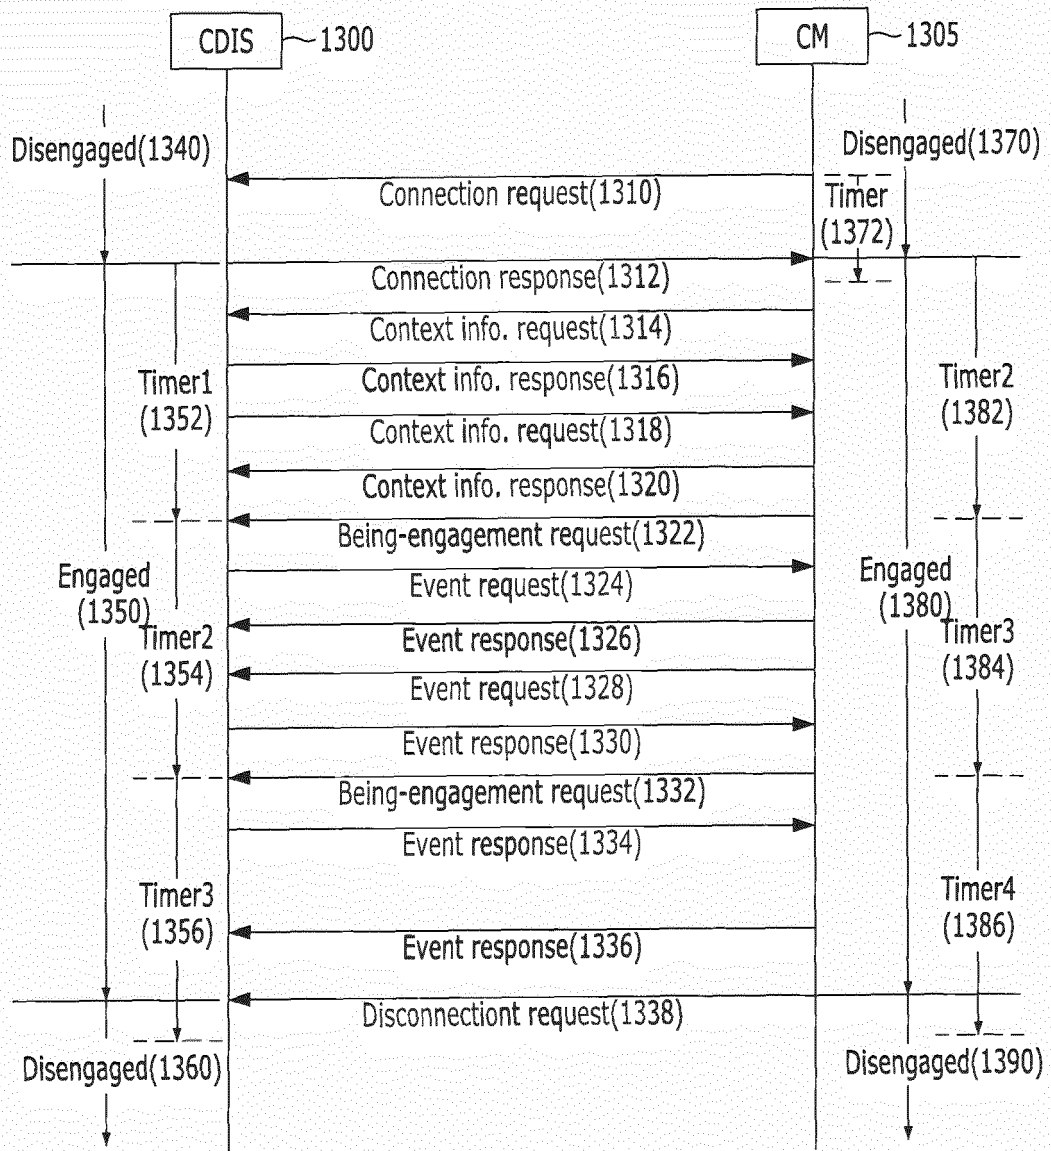 CDIS
1300
CM
1305
Disengaged(1340)
Disengaged(1370)
Connection request(1310)
Timer
(1372)
Connection response(1312)
Context info. request(1314)
Timer1
(1352)
Context info. response(1316)
Timer2
(1382)
Context info. request(1318)
Context info. response(1320)
Being-engagement request(1322)
Engaged
(1350)
Event request(1324)
Engaged
(1380)
Timer2
(1354)
Event response(1326)
Timer3
(1384)
Event request(1328)
Event response(1330)
Being-engagement request(1332)
Event response(1334)
Timer3
(1356)
Timer4
(1386)
Event response(1336)
Disconnectiont request(1338)
Disengaged(1360)
Disengaged(1390)